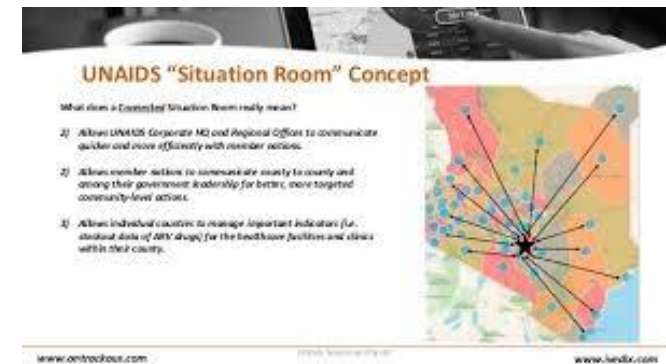 UNAIDS “Situation Room” Concept
What does a Connected Situation Room really mean?
1) Allows UNAIDS Corporate HQ and Regional Offices to communicate
quicker and more efficiently with member nations.
2) Allows member nations to communicate county to county and
among their government leadership for better, more targeted
community-level actions.
3) Allows individual counties to manage important indicators (i.e.
stockout data of ARV drugs) for the healthcare facilities and clinics
within their county.
www.ontrackous.com
www.ivedix.com